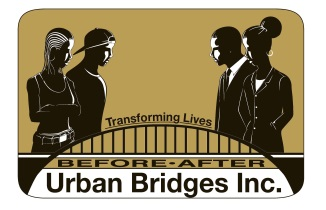 Transforming Lives
BEFORE-AFTER
Urban Bridges Inc.